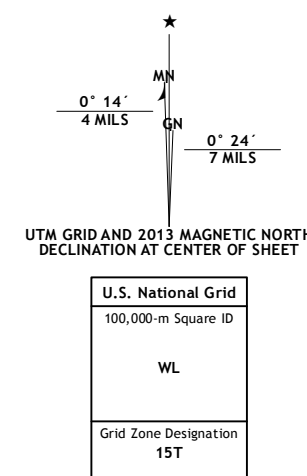 ★
MN
0° 14´
4 MILS
GN
0° 24´
7 MILS
UTM GRID AND 2013 MAGNETIC NORTH
DECLINATION AT CENTER OF SHEET
U.S. National Grid
100,000-m Square ID
WL
Grid Zone Designation
15T